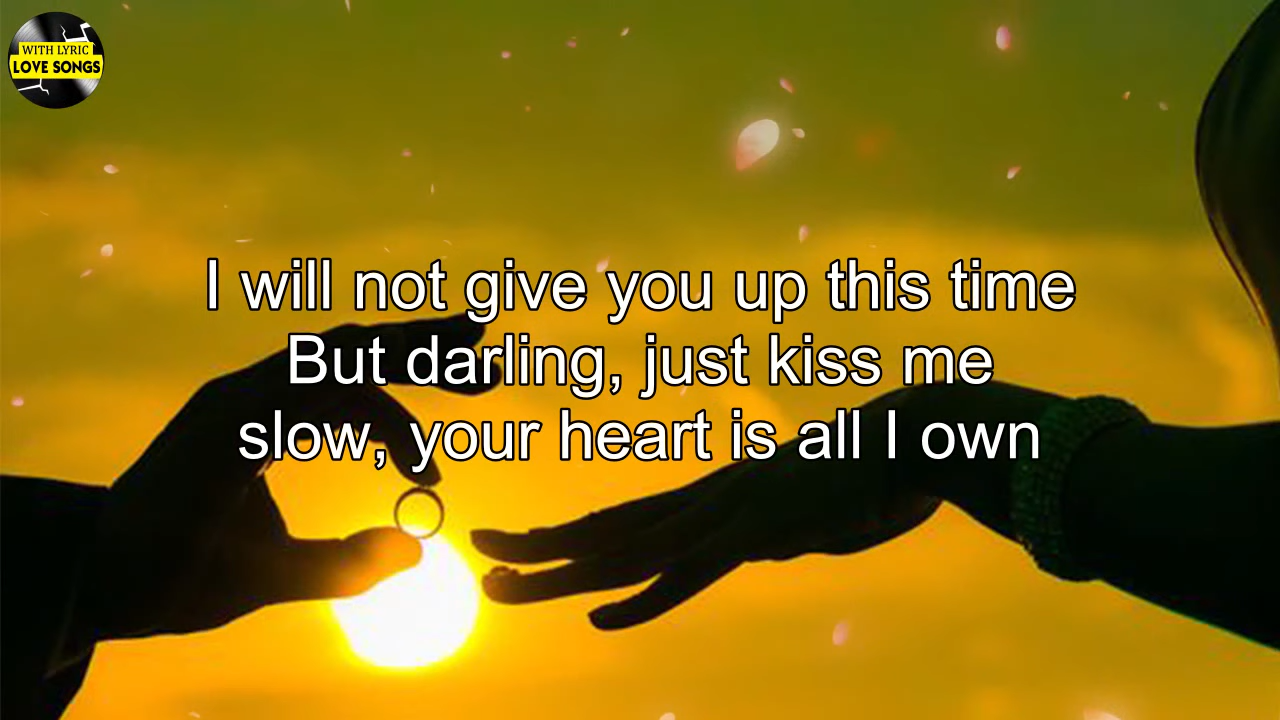 WITH LYRIC
LOVE SONGS
I will not give you up this time
But darling, just kiss me
slow, your heart is all I own